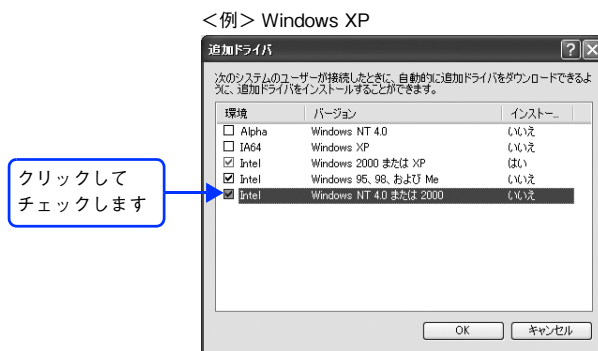 ＜例＞ Windows XP
追加ドライバ
次のシステムのユーザーが接続したときに、自動的に追加ドライバをダウンロードできるよ
うに、追加ドライバをインストールすることができます。
環境 バージョン インストー...
Alpha Windows NT 4.0 いいえ
IA64 Windows XP いいえ
Intel Windows 2000 または XP はい
Intel Windows 95、98、および Me いいえ
Intel Windows NT 4.0 または 2000 いいえ
クリックして
チェックします
OK キャンセル